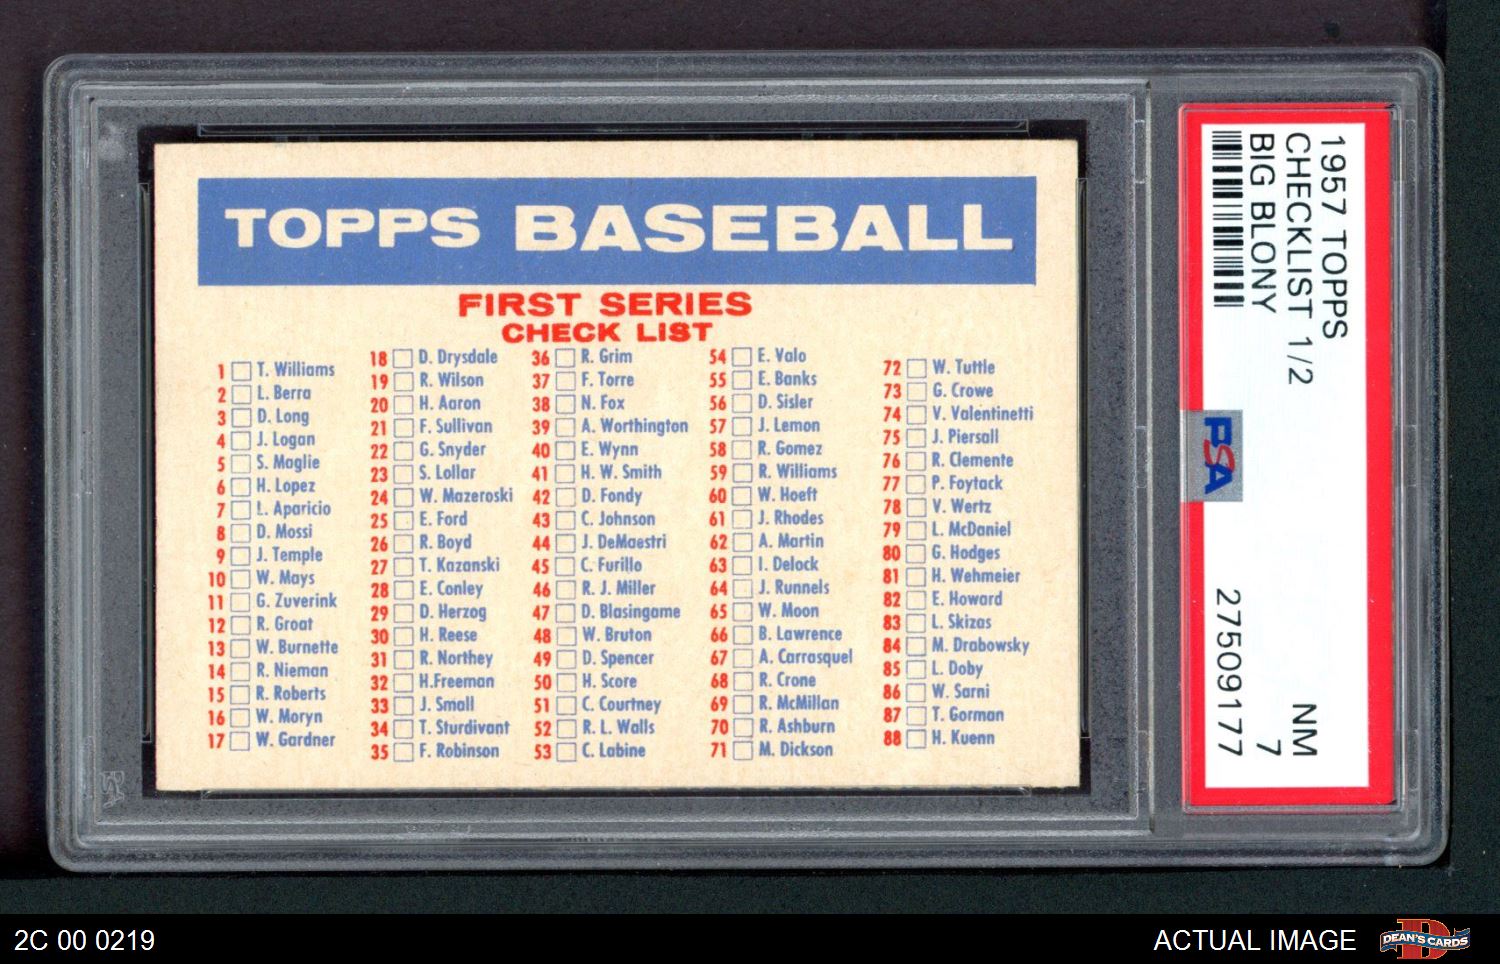 TOPPS BASEBALL
FIRST SERIES
CHECK LIST
1 T. Williams
2 L. Berra
3 D. Long
4 J. Logan
5 S. Maglie
6 H. Lopez
7 L. Aparicio
8 D. Mossi
9 J. Temple
10 W. Mays
11 G. Zuverink
12 R. Groat
13 W. Burnette
14 R. Nieman
15 R. Roberts
16 W. Moryn
17 W. Gardner
18 D. Drysdale
19 R. Wilson
20 H. Aaron
21 F. Sullivan
22 G. Snyder
23 S. Lollar
24 W. Mazeroski
25 E. Ford
26 R. Boyd
27 T. Kazanski
28 E. Conley
29 D. Herzog
30 H. Reese
31 R. Northey
32 H.Freeman
33 J. Small
34 T. Sturdivant
35 F. Robinson
36 R. Grim
37 F. Torre
38 N. Fox
39 A. Worthington
40 E. Wynn
41 H. W. Smith
42 D. Fondy
43 C. Johnson
44 J. DeMaestri
45 C. Furillo
46 R. J. Miller
47 D. Blasingame
48 W. Bruton
49 D. Spencer
50 H. Score
51 C. Courtney
52 R. L. Walls
53 C. Labine
54 E. Valo
55 E. Banks
56 D. Sisler
57 J. Lemon
58 R. Gomez
59 R. Williams
60 W. Hoeft
61 J. Rhodes
62 A. Martin
63 I. Delock
64 J. Runnels
65 W. Moon
66 B. Lawrence
67 A. Carrasquel
68 R. Crone
69 R. McMillan
70 R. Ashburn
71 M. Dickson
72 W. Tuttle
73 G. Crowe
74 V. Valentinetti
75 J. Piersall
76 R. Clemente
77 P. Foytack
78 V. Wertz
79 L. McDaniel
80 G. Hodges
81 H. Wehmeier
82 E. Howard
83 L. Skizas
84 M. Drabowsky
85 L. Doby
86 W. Sarni
87 T. Gorman
88 H. Kuenn
1957 TOPPS
CHECKLIST 1/2 NM
BIG BLONY 7
27509177
PSA
PSA
2C 00 0219
ACTUAL IMAGE
D
DEAN'S CARDS